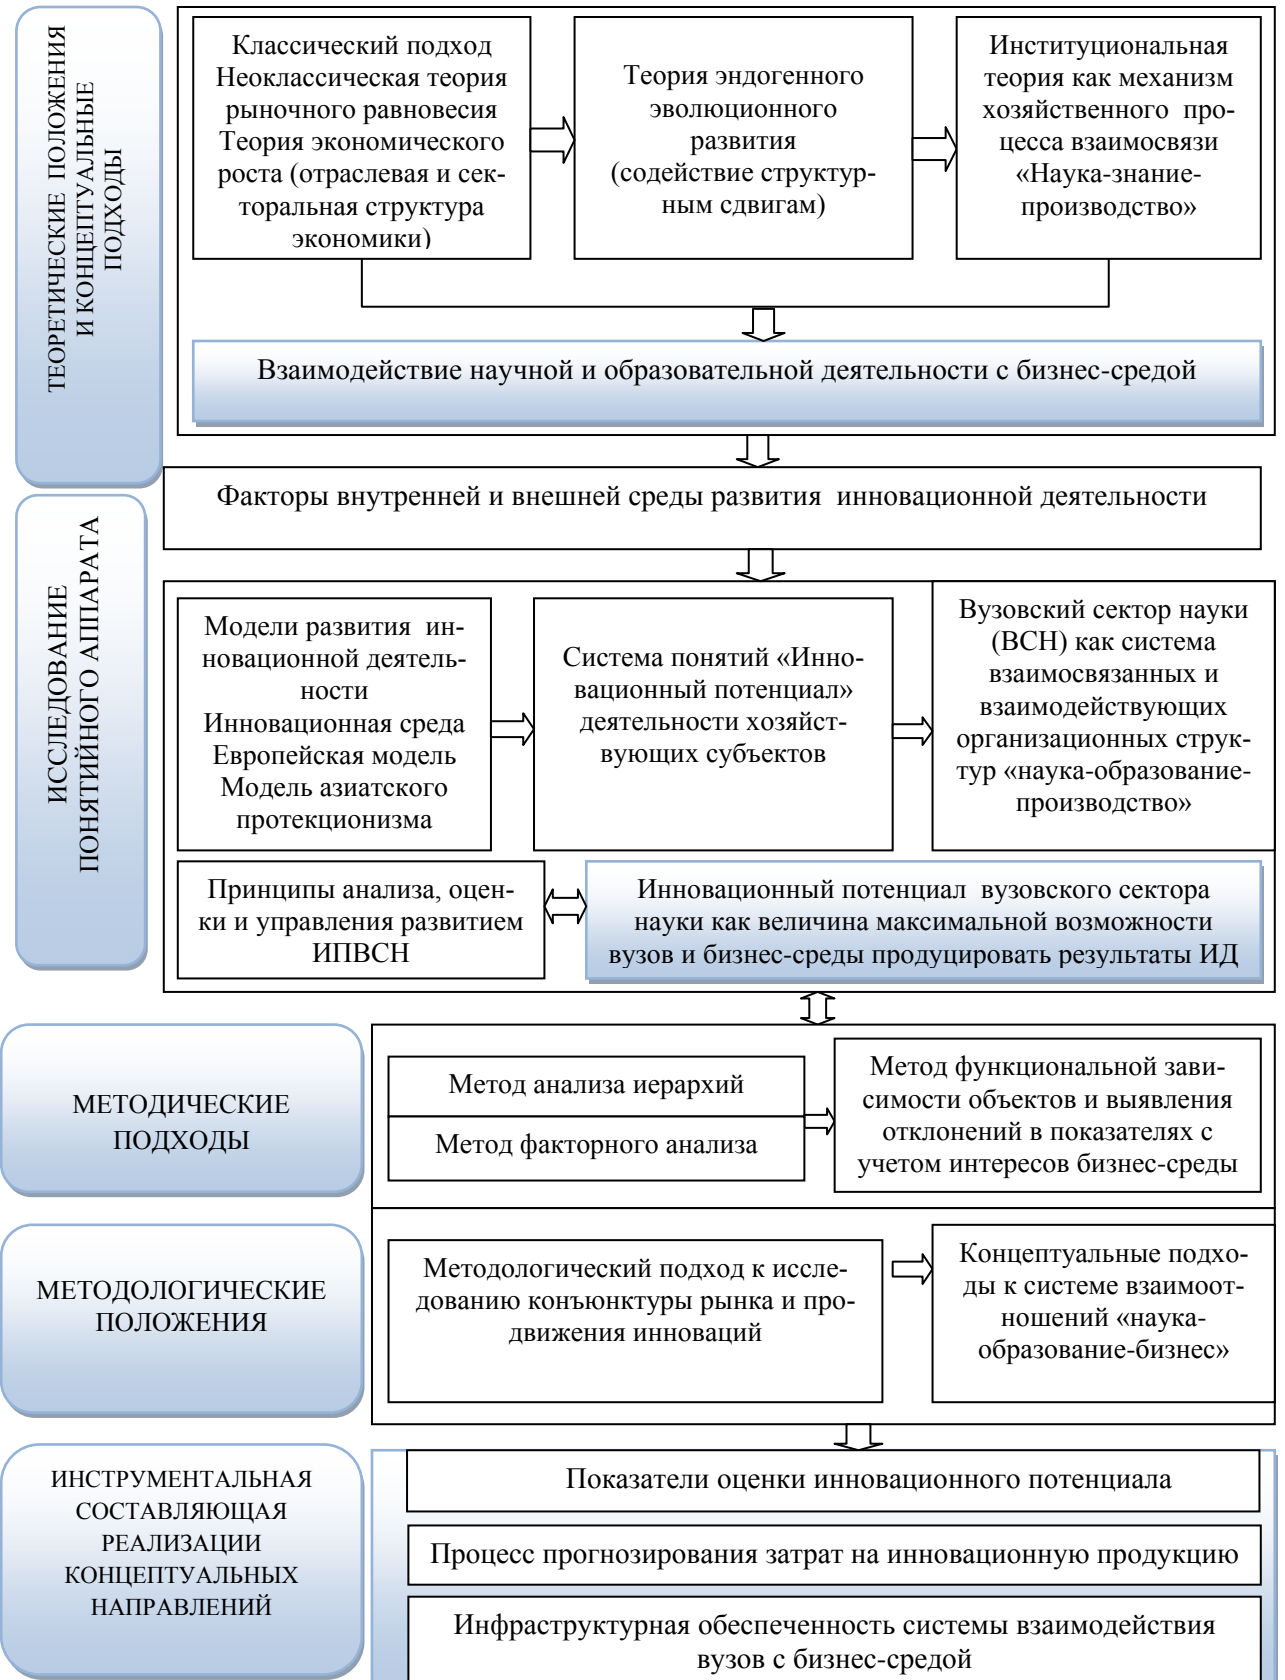 ТЕОРЕТИЧЕСКИЕ ПОЛОЖЕНИЯ
И КОНЦЕПТУАЛЬНЫЕ
ПОДХОДЫ
Классический подход
Неоклассическая теория
рыночного равновесия
Теория экономического
роста (отраслевая и сек-
торальная структура
экономики)
Теория эндогенного
эволюционного
развития
(содействие структур-
ным сдвигам)
Институциональная
теория как механизм
хозяйственного про-
цесса взаимосвязи
«Наука-знание-
производство»
Взаимодействие научной и образовательной деятельности с бизнес-средой
Факторы внутренней и внешней среды развития инновационной деятельности
ИССЛЕДОВАНИЕ
ПОНЯТИЙНОГО АППАРАТА
Модели развития ин-
новационной деятель-
ности
Инновационная среда
Европейская модель
Модель азиатского
протекционизма
Система понятий «Инно-
вационный потенциал»
деятельности хозяйст-
вующих субъектов
Вузовский сектор науки
(ВСН) как система
взаимосвязанных и
взаимодействующих
организационных струк-
тур «наука-образование-
производство»
Принципы анализа, оцен-
ки и управления развитием
ИПВСН
Инновационный потенциал вузовского сектора
науки как величина максимальной возможности
вузов и бизнес-среды продуцировать результаты ИД
МЕТОДИЧЕСКИЕ
ПОДХОДЫ
Метод анализа иерархий
Метод факторного анализа
Метод функциональной зави-
симости объектов и выявления
отклонений в показателях с
учетом интересов бизнес-среды
МЕТОДОЛОГИЧЕСКИЕ
ПОЛОЖЕНИЯ
Методологический подход к иссле-
дованию конъюнктуры рынка и про-
движения инноваций
Концептуальные подхо-
ды к системе взаимоот-
ношений «наука-
образование-бизнес»
ИНСТРУМЕНТАЛЬНАЯ
СОСТАВЛЯЮЩАЯ
РЕАЛИЗАЦИИ
КОНЦЕПТУАЛЬНЫХ
НАПРАВЛЕНИЙ
Показатели оценки инновационного потенциала
Процесс прогнозирования затрат на инновационную продукцию
Инфраструктурная обеспеченность системы взаимодействия
вузов с бизнес-средой